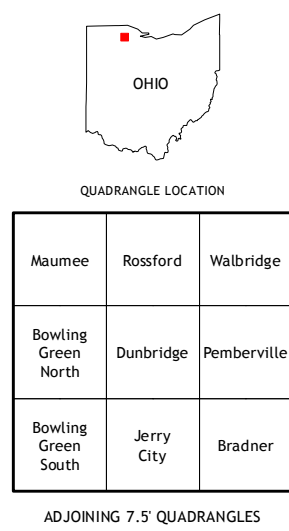 OHIO
QUADRANGLE LOCATION
Maumee Rossford Walbridge
Bowling
Green
North
Dunbridge Pemberville
Bowling
Green
South
Jerry
City
Bradner
ADJOINING 7.5' QUADRANGLES